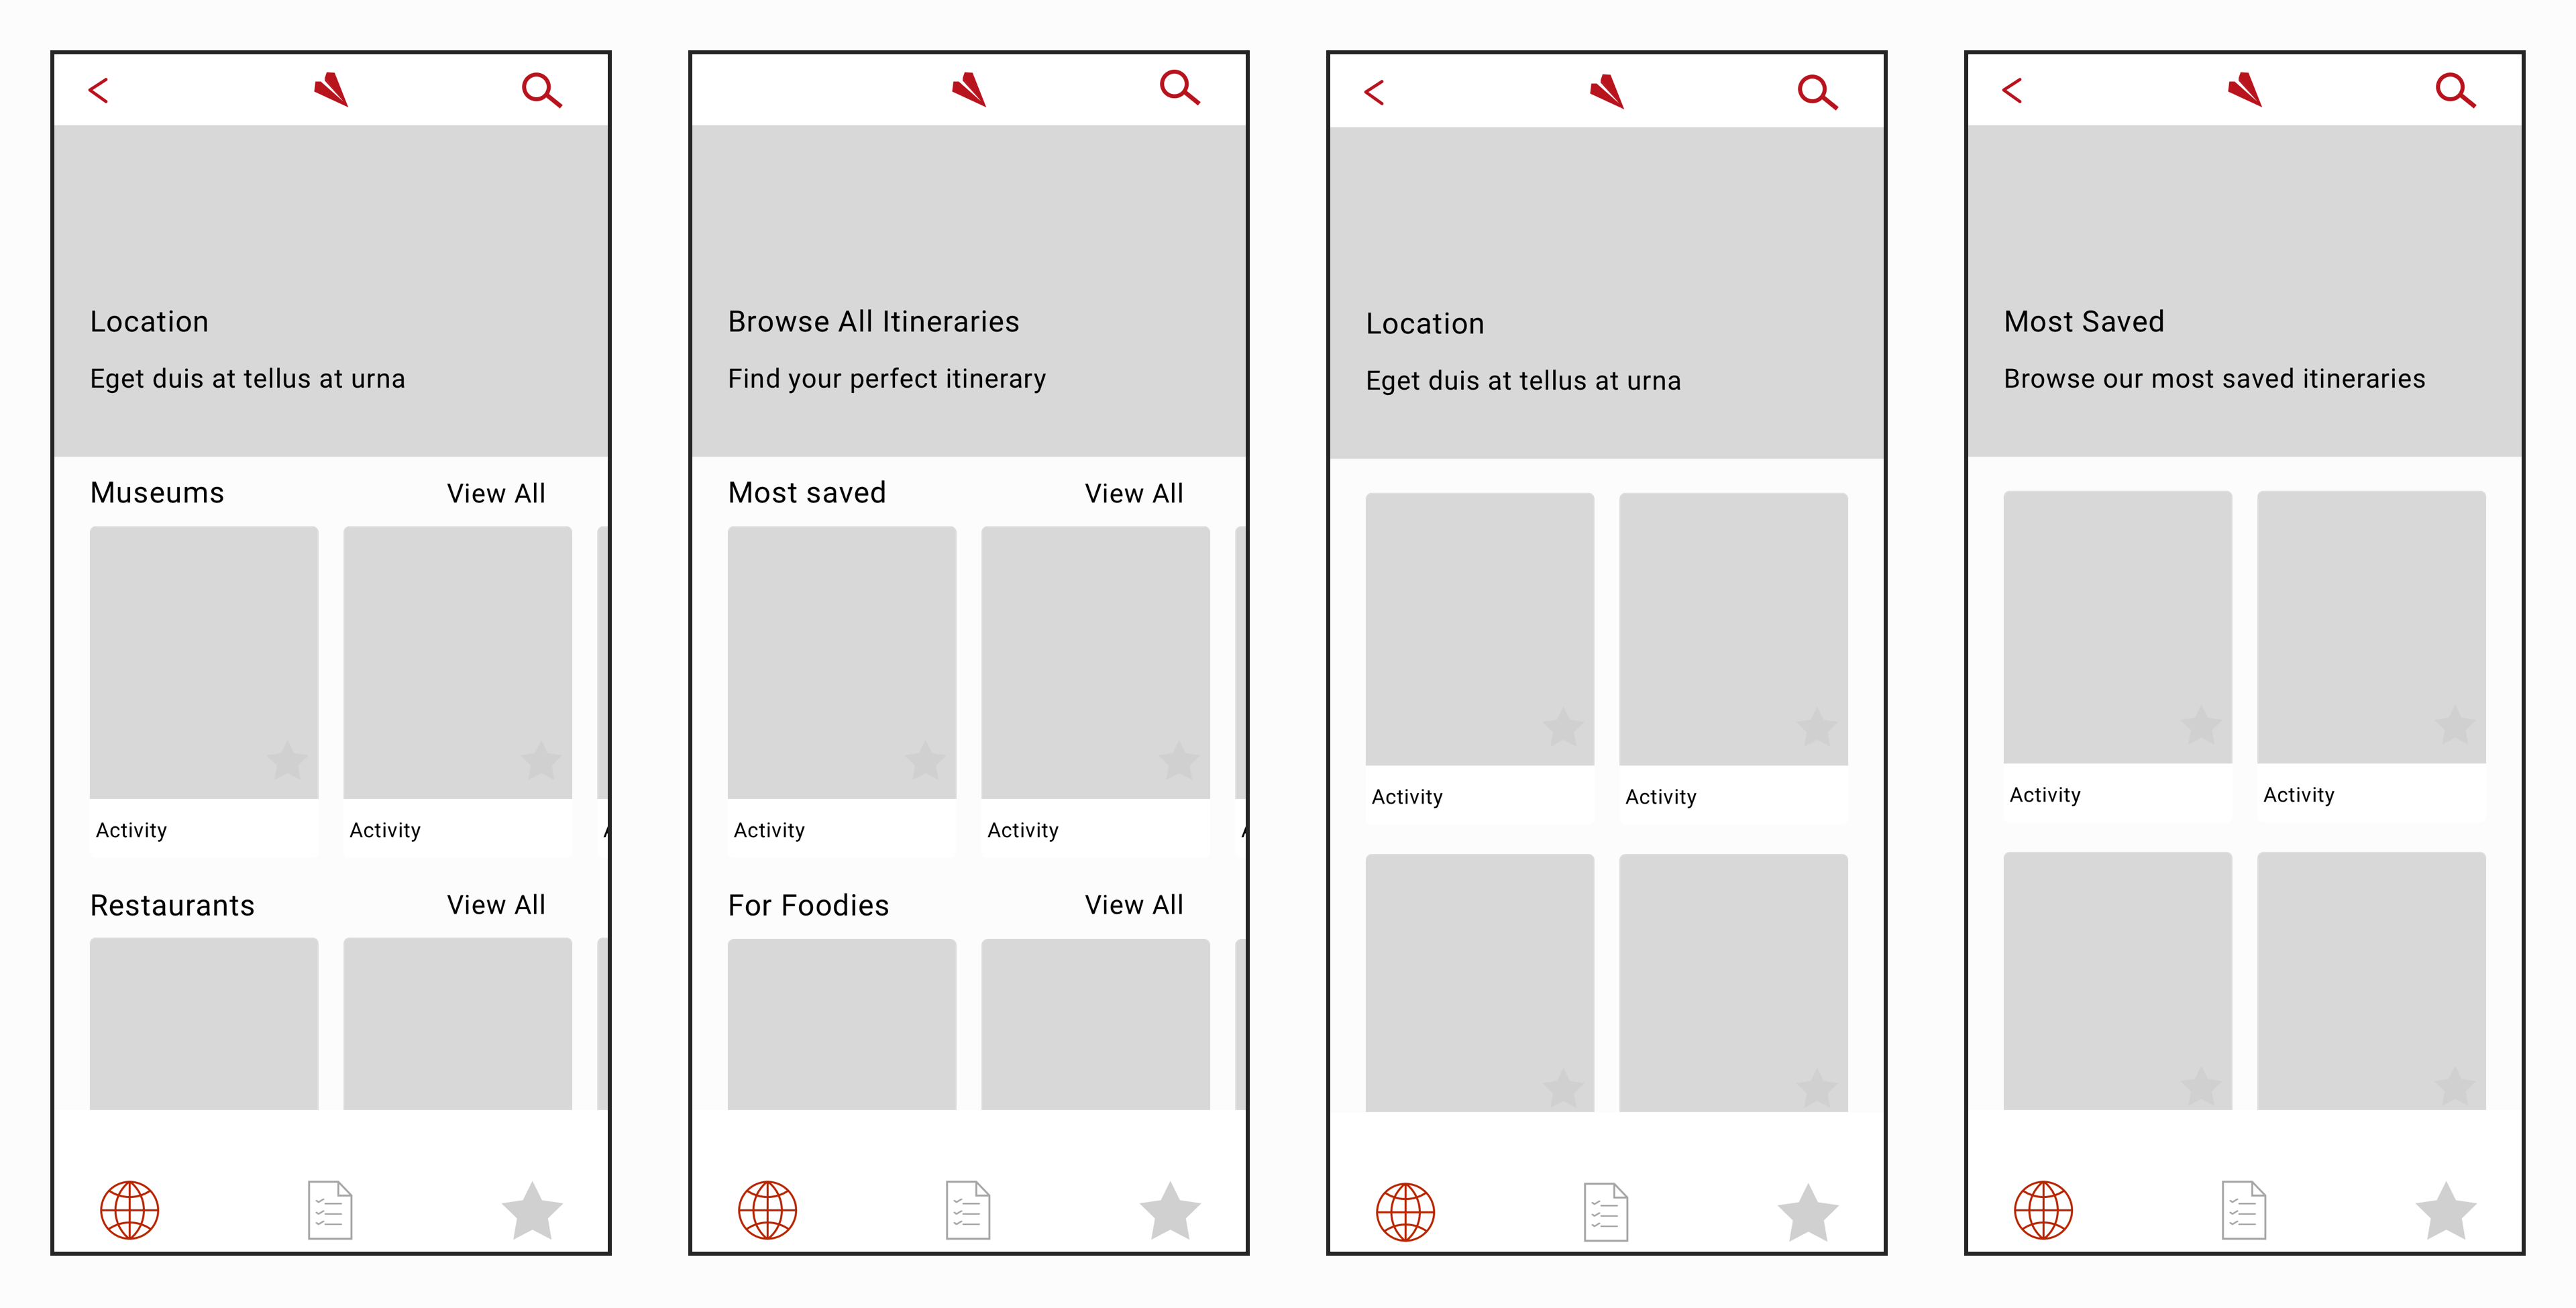 Location
Eget duis at tellus at urna
Museums
View All
Activity
Activity
Restaurants
View All
Browse All Itineraries
Find your perfect itinerary
Most saved
View All
Activity
Activity
For Foodies
View All
Location
Eget duis at tellus at urna
Activity
Activity
Most Saved
Browse our most saved itineraries
Activity
Activity